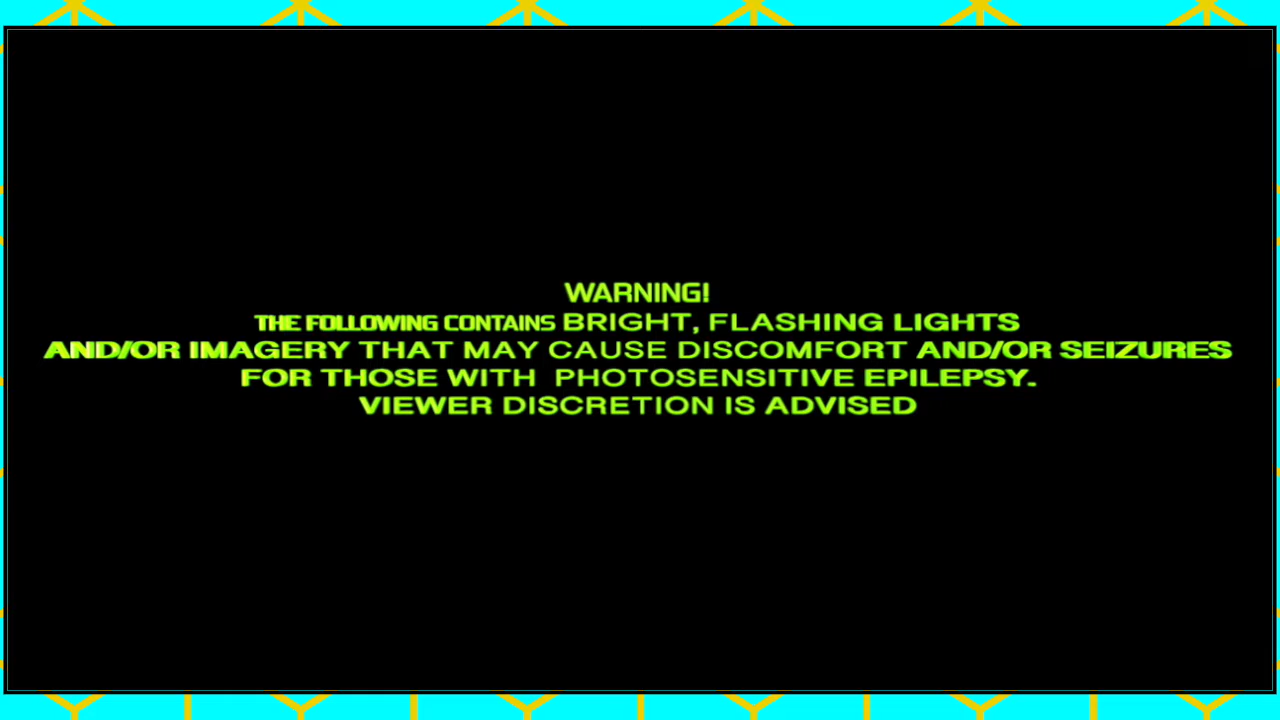 WARNING!
THE FOLLOWING CONTAINS BRIGHT, FLASHING LIGHTS
AND/OR IMAGERY THAT MAY CAUSE DISCOMFORT AND/OR SEIZURES
FOR THOSE WITH PHOTOSENSITIVE EPILEPSY.
VIEWER DISCRETION IS ADVISED